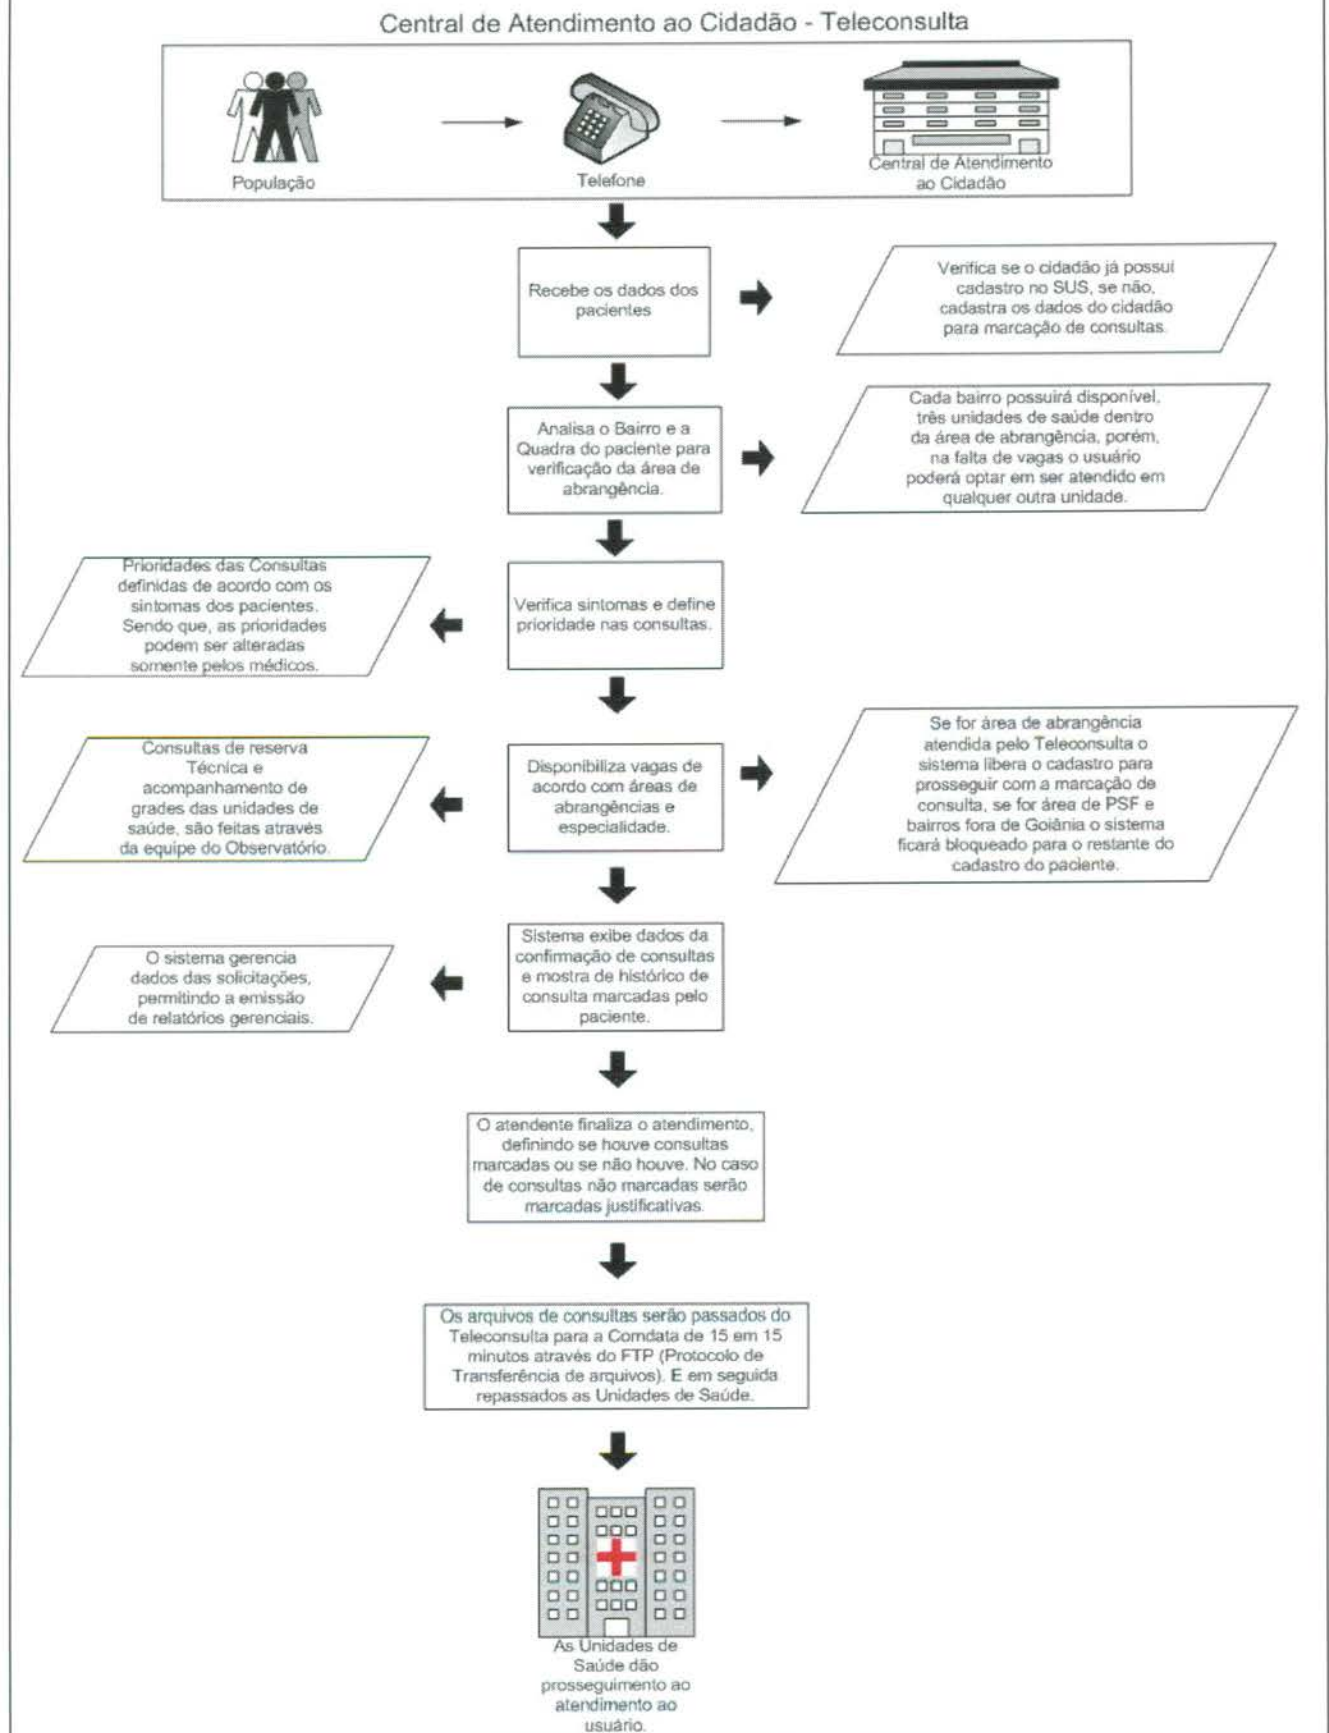 Central de Atendimento ao Cidadão - Teleconsulta
População
Telefone
Central de Atendimento
ao Cidadão
Recebe os dados dos
pacientes
Verifica se o cidadão já possui
cadastro no SUS, se não,
cadastra os dados do cidadão
para marcação de consultas.
Analisa o Bairro e a
Quadra do paciente para
verificação da área de
abrangência.
Cada bairro possuirá disponível,
três unidades de saúde dentro
da área de abrangência, porém,
na falta de vagas o usuário
poderá optar em ser atendido em
qualquer outra unidade.
Verifica sintomas e define
prioridade nas consultas.
Prioridades das Consultas
definidas de acordo com os
sintomas dos pacientes.
Sendo que, as prioridades
podem ser alteradas
somente pelos médicos.
Disponibiliza vagas de
acordo com áreas de
abrangências e
especialidade.
Consultas de reserva
Técnica e
acompanhamento de
grades das unidades de
saúde, são feitas através
da equipe do Observatório.
Se for área de abrangência
atendida pelo Teleconsulta o
sistema libera o cadastro para
prosseguir com a marcação de
consulta, se for área de PSF e
bairros fora de Goiânia o sistema
ficará bloqueado para o restante do
cadastro do paciente.
Sistema exibe dados da
confirmação de consultas
e mostra de histórico de
consulta marcadas pelo
paciente.
O sistema gerencia
dados das solicitações,
permitindo a emissão
de relatórios gerenciais.
O atendente finaliza o atendimento,
definindo se houve consultas
marcadas ou se não houve. No caso
de consultas não marcadas serão
marcadas justificativas.
Os arquivos de consultas serão passados do
Teleconsulta para a Comdata de 15 em 15
minutos através do FTP (Protocolo de
Transferência de arquivos). E em seguida
repassados as Unidades de Saúde.
As Unidades de
Saúde dão
prosseguimento ao
atendimento ao
usuário.